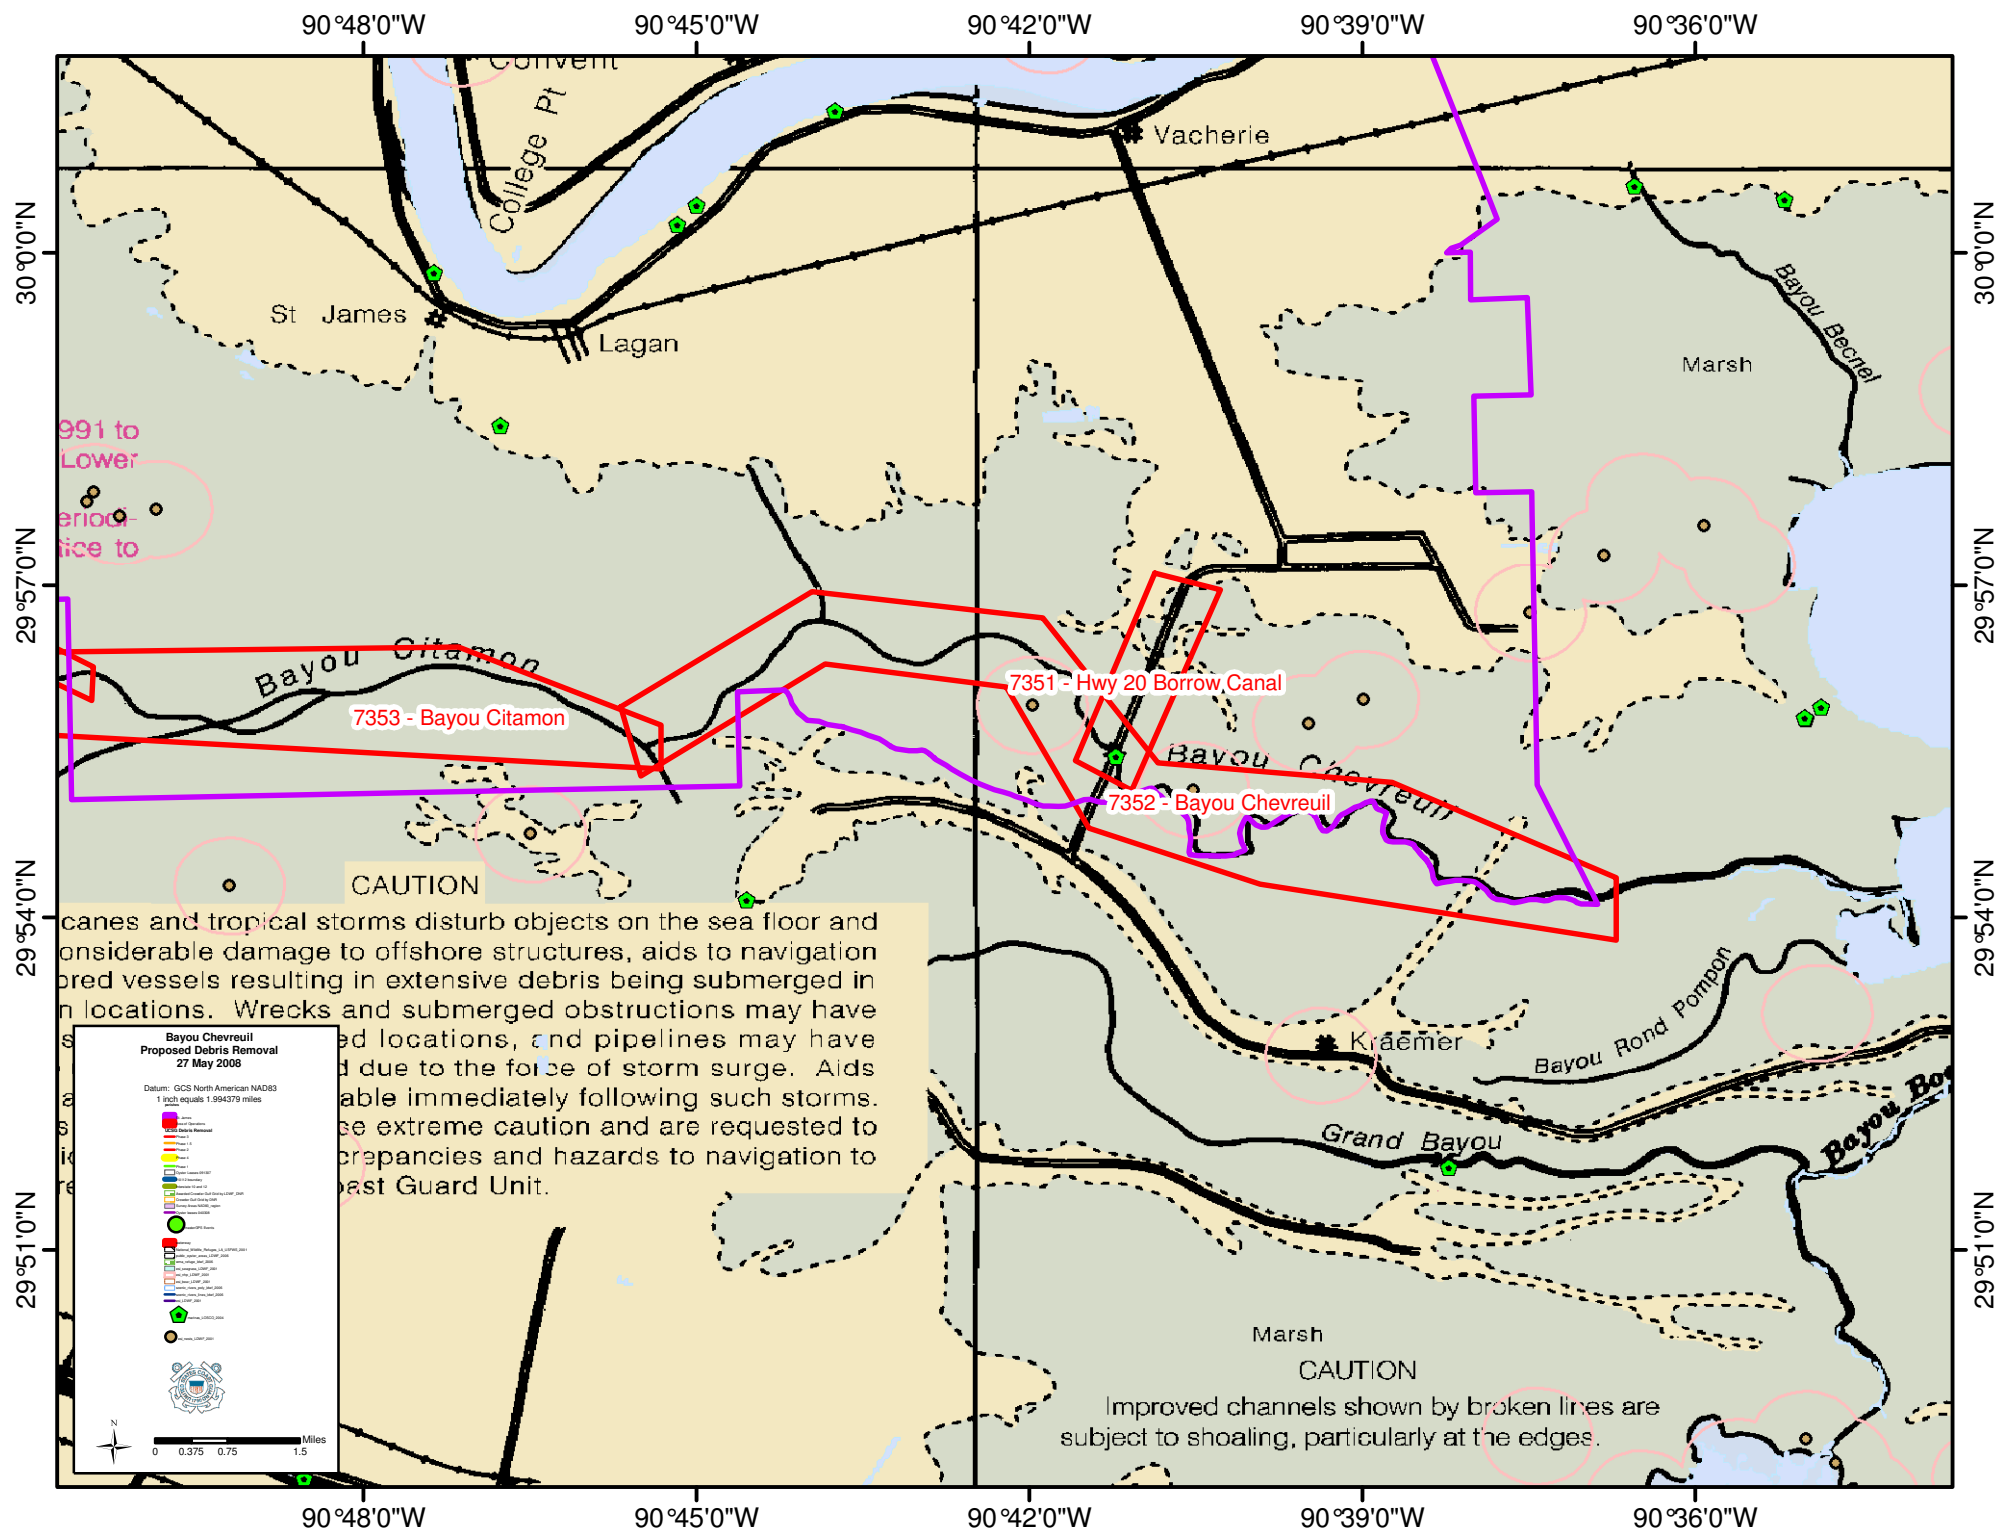 90°48'0"W
90°45'0"W
90°42'0"W
90°39'0"W
90°36'0"W
Convent
College Pt
Vacherie
30°0'0"N
30°0'0"N
St James
Lagan
Bayou Becnel
Marsh
991 to
Lower
eriodi-
tice to
29°57'0"N
29°57'0"N
Bayou Citamon
7353 - Bayou Citamon
7351 - Hwy 20 Borrow Canal
Bayou Chevreuil
7352 - Bayou Chevreuil
29°54'0"N
29°54'0"N
CAUTION
canes and tropical storms disturb objects on the sea floor and
onsiderable damage to offshore structures, aids to navigation
ored vessels resulting in extensive debris being submerged in
n locations. Wrecks and submerged obstructions may have
ed locations, and pipelines may have
d due to the force of storm surge. Aids
able immediately following such storms.
se extreme caution and are requested to
crepancies and hazards to navigation to
ast Guard Unit.
Kraemer
Bayou Rond Pompon
Grand Bayou
Bayou Boe
29°51'0"N
29°51'0"N
Bayou Chevreuil
Proposed Debris Removal
27 May 2008
Datum: GCS North American NAD83
1 inch equals 1.994379 miles
N
0 0.375 0.75 1.5 Miles
Marsh
CAUTION
Improved channels shown by broken lines are
subject to shoaling, particularly at the edges.
90°48'0"W
90°45'0"W
90°42'0"W
90°39'0"W
90°36'0"W